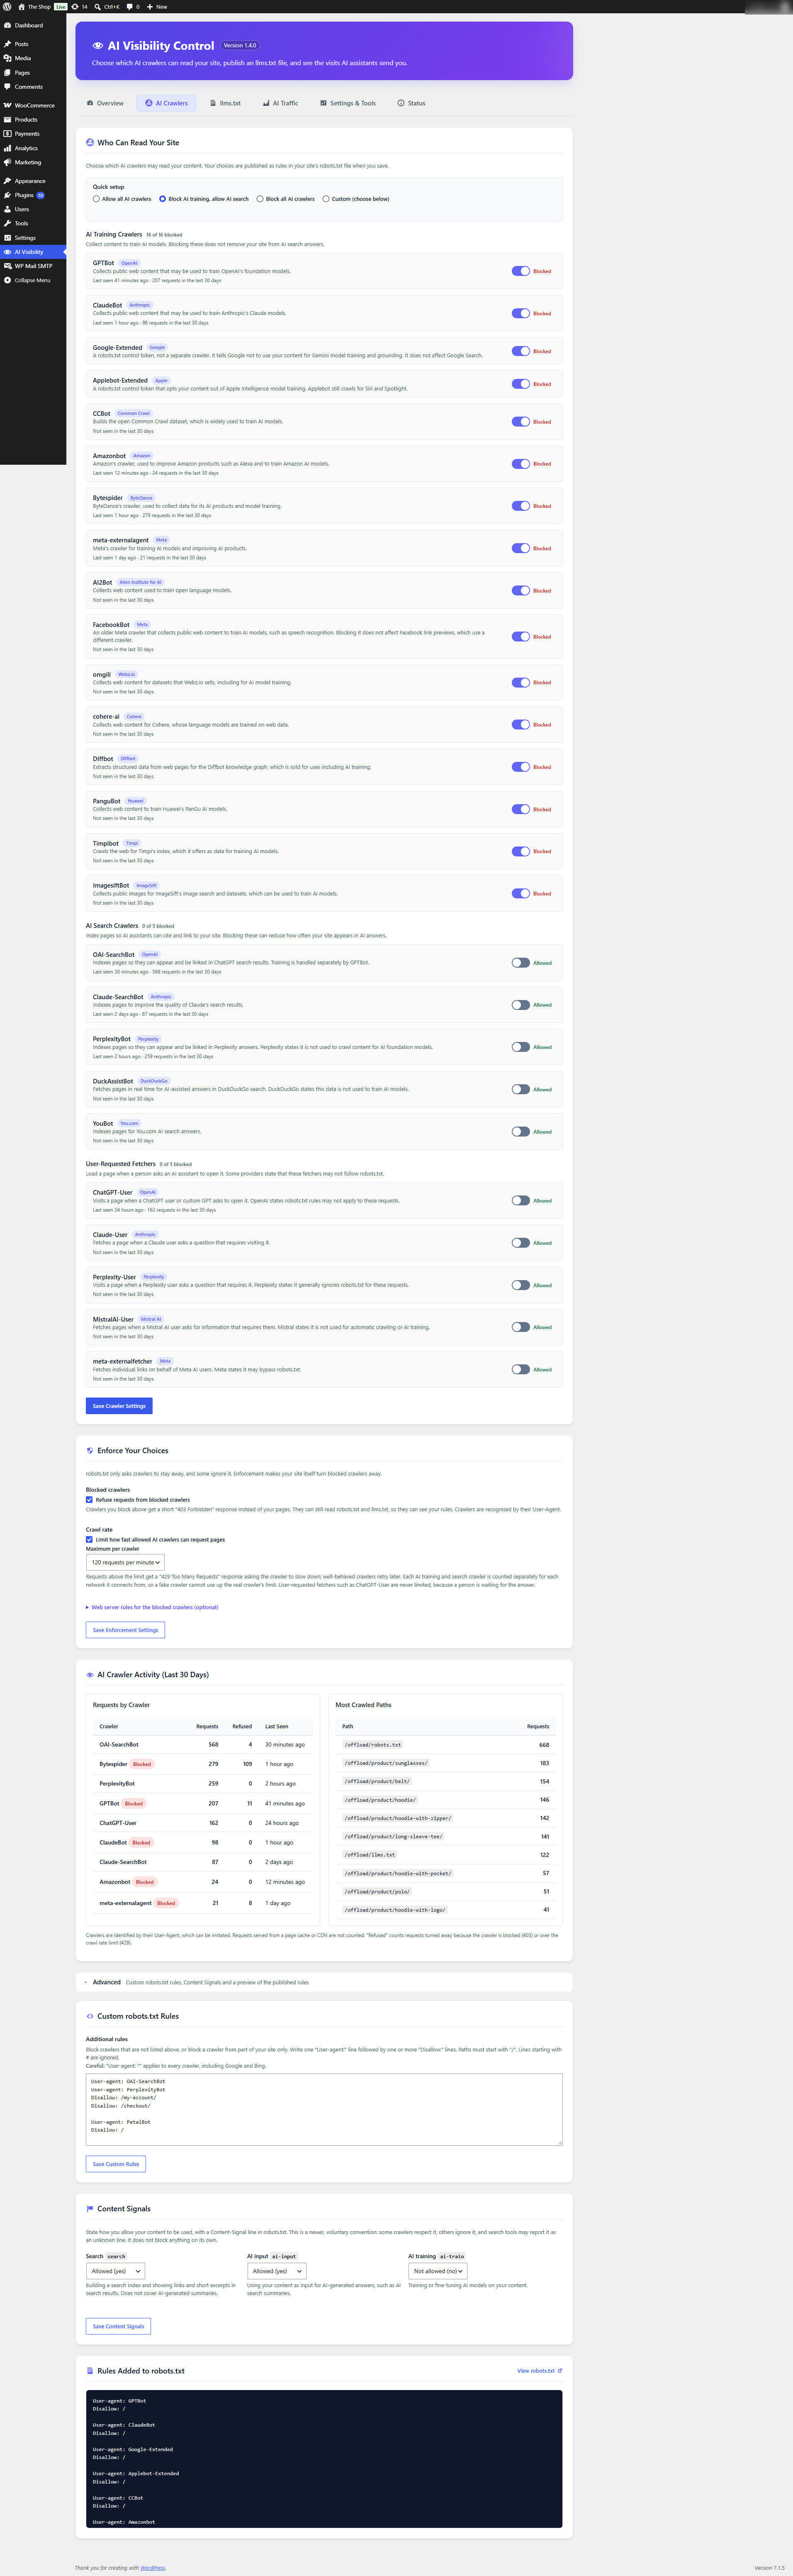 The Shop Live 14 Ctrl+K 0 New
Dashboard
Posts
Media
Pages
Comments
WooCommerce
Products
Payments
Analytics
Marketing
Appearance
Plugins 10
Users
Tools
Settings
AI Visibility
WP Mail SMTP
Collapse Menu
AI Visibility Control Version 1.4.0
Choose which AI crawlers can read your site, publish an llms.txt file, and see the visits AI assistants send you.
Overview AI Crawlers llms.txt AI Traffic Settings & Tools Status
Who Can Read Your Site
Choose which AI crawlers may read your content. Your choices are published as rules in your site's robots.txt file when you save.
Quick setup
Allow all AI crawlers Block AI training, allow AI search Block all AI crawlers Custom (choose below)
AI Training Crawlers 16 of 16 blocked
Collect content to train AI models. Blocking these does not remove your site from AI search answers.
GPTBot OpenAI
Collects public web content that may be used to train OpenAI's foundation models.
Last seen 41 minutes ago · 207 requests in the last 30 days
Blocked
ClaudeBot Anthropic
Collects public web content that may be used to train Anthropic's Claude models.
Last seen 1 hour ago · 98 requests in the last 30 days
Blocked
Google-Extended Google
A robots.txt control token, not a separate crawler. It tells Google not to use your content for Gemini model training and grounding. It does not affect Google Search.
Blocked
Applebot-Extended Apple
A robots.txt control token that opts your content out of Apple Intelligence model training. Applebot still crawls for Siri and Spotlight.
Blocked
CCBot Common Crawl
Builds the open Common Crawl dataset, which is widely used to train AI models.
Not seen in the last 30 days
Blocked
Amazonbot Amazon
Amazon's crawler, used to improve Amazon products such as Alexa and to train Amazon AI models.
Last seen 12 minutes ago · 24 requests in the last 30 days
Blocked
Bytespider ByteDance
ByteDance's crawler, used to collect data for its AI products and model training.
Last seen 1 hour ago · 279 requests in the last 30 days
Blocked
meta-externalagent Meta
Meta's crawler for training AI models and improving AI products.
Last seen 1 day ago · 21 requests in the last 30 days
Blocked
AI2Bot Allen Institute for AI
Collects web content used to train open language models.
Not seen in the last 30 days
Blocked
FacebookBot Meta
An older Meta crawler that collects public web content to train AI models, such as speech recognition. Blocking it does not affect Facebook link previews, which use a
different crawler.
Not seen in the last 30 days
Blocked
omgili Webz.io
Collects web content for datasets that Webz.io sells, including for AI model training.
Not seen in the last 30 days
Blocked
cohere-ai Cohere
Collects web content for Cohere, whose language models are trained on web data.
Not seen in the last 30 days
Blocked
Diffbot Diffbot
Extracts structured data from web pages for the Diffbot knowledge graph, which is sold for uses including AI training.
Not seen in the last 30 days
Blocked
PanguBot Huawei
Collects web content to train Huawei's PanGu AI models.
Not seen in the last 30 days
Blocked
Timpibot Timpi
Crawls the web for Timpi's index, which it offers as data for training AI models.
Not seen in the last 30 days
Blocked
ImagesiftBot ImageSift
Collects public images for ImageSift's image search and datasets, which can be used to train AI models.
Not seen in the last 30 days
Blocked
AI Search Crawlers 0 of 5 blocked
Index pages so AI assistants can cite and link to your site. Blocking these can reduce how often your site appears in AI answers.
OAI-SearchBot OpenAI
Indexes pages so they can appear and be linked in ChatGPT search results. Training is handled separately by GPTBot.
Last seen 30 minutes ago · 568 requests in the last 30 days
Allowed
Claude-SearchBot Anthropic
Indexes pages to improve the quality of Claude's search results.
Last seen 2 days ago · 87 requests in the last 30 days
Allowed
PerplexityBot Perplexity
Indexes pages so they can appear and be linked in Perplexity answers. Perplexity states it is not used to crawl content for AI foundation models.
Last seen 2 hours ago · 259 requests in the last 30 days
Allowed
DuckAssistBot DuckDuckGo
Fetches pages in real time for AI-assisted answers in DuckDuckGo search. DuckDuckGo states this data is not used to train AI models.
Not seen in the last 30 days
Allowed
YouBot You.com
Indexes pages for You.com AI search answers.
Not seen in the last 30 days
Allowed
User-Requested Fetchers 0 of 5 blocked
Load a page when a person asks an AI assistant to open it. Some providers state that these fetchers may not follow robots.txt.
ChatGPT-User OpenAI
Visits a page when a ChatGPT user or custom GPT asks to open it. OpenAI states robots.txt rules may not apply to these requests.
Last seen 24 hours ago · 162 requests in the last 30 days
Allowed
Claude-User Anthropic
Fetches a page when a Claude user asks a question that requires visiting it.
Not seen in the last 30 days
Allowed
Perplexity-User Perplexity
Visits a page when a Perplexity user asks a question that requires it. Perplexity states it generally ignores robots.txt for these requests.
Not seen in the last 30 days
Allowed
MistralAI-User Mistral AI
Fetches pages when a Mistral AI user asks for information that requires them. Mistral states it is not used for automatic crawling or AI training.
Not seen in the last 30 days
Allowed
meta-externalfetcher Meta
Fetches individual links on behalf of Meta AI users. Meta states it may bypass robots.txt.
Not seen in the last 30 days
Allowed
Save Crawler Settings
Enforce Your Choices
robots.txt only asks crawlers to stay away, and some ignore it. Enforcement makes your site itself turn blocked crawlers away.
Blocked crawlers
Refuse requests from blocked crawlers
Crawlers you block above get a short "403 Forbidden" response instead of your pages. They can still read robots.txt and llms.txt, so they can see your rules. Crawlers are recognised by their User-Agent.
Crawl rate
Limit how fast allowed AI crawlers can request pages
Maximum per crawler
120 requests per minute
Requests above the limit get a "429 Too Many Requests" response asking the crawler to slow down: well-behaved crawlers retry later. Each AI training and search crawler is counted separately for each
network it connects from, so a fake crawler cannot use up the real crawler's limit. User-requested fetchers such as ChatGPT-User are never limited, because a person is waiting for the answer.
Web server rules for the blocked crawlers (optional)
Save Enforcement Settings
AI Crawler Activity (Last 30 Days)
Requests by Crawler
Crawler Requests Refused Last Seen
OAI-SearchBot 568 4 30 minutes ago
Bytespider Blocked 279 109 1 hour ago
PerplexityBot 259 0 2 hours ago
GPTBot Blocked 207 11 41 minutes ago
ChatGPT-User 162 0 24 hours ago
ClaudeBot Blocked 98 0 1 hour ago
Claude-SearchBot 87 0 2 days ago
Amazonbot Blocked 24 0 12 minutes ago
meta-externalagent Blocked 21 8 1 day ago
Most Crawled Paths
Path Requests
/offload/robots.txt 668
/offload/product/sunglasses/ 183
/offload/product/belt/ 154
/offload/product/hoodie/ 146
/offload/product/hoodie-with-zipper/ 142
/offload/product/long-sleeve-tee/ 141
/offload/llms.txt 122
/offload/product/hoodie-with-pocket/ 57
/offload/product/polo/ 51
/offload/product/hoodie-with-logo/ 41
Crawlers are identified by their User-Agent, which can be imitated. Requests served from a page cache or CDN are not counted. "Refused" counts requests turned away because the crawler is blocked (403) or over the
crawl rate limit (429).
Advanced Custom robots.txt rules, Content Signals and a preview of the published rules
Custom robots.txt Rules
Additional rules
Block crawlers that are not listed above, or block a crawler from part of your site only. Write one "User-agent:" line followed by one or more "Disallow:" lines. Paths must start with "/". Lines starting with
# are ignored.
Careful: "User-agent: *" applies to every crawler, including Google and Bing.
User-agent: OAI-SearchBot
User-agent: PerplexityBot
Disallow: /my-account/
Disallow: /checkout/
User-agent: PetalBot
Disallow: /
Save Custom Rules
Content Signals
State how you allow your content to be used, with a Content-Signal line in robots.txt. This is a newer, voluntary convention: some crawlers respect it, others ignore it, and search tools may report it as
an unknown line. It does not block anything on its own.
Search search
Allowed (yes)
Building a search index and showing links and short excerpts in
search results. Does not cover AI-generated summaries.
AI input ai-input
Allowed (yes)
Using your content as input for AI-generated answers, such as AI
search summaries.
AI training ai-train
Not allowed (no)
Training or fine-tuning AI models on your content.
Save Content Signals
Rules Added to robots.txt View robots.txt
User-agent: GPTBot
Disallow: /
User-agent: ClaudeBot
Disallow: /
User-agent: Google-Extended
Disallow: /
User-agent: Applebot-Extended
Disallow: /
User-agent: CCBot
Disallow: /
User-agent: Amazonbot
Thank you for creating with WordPress. Version 7.1.5